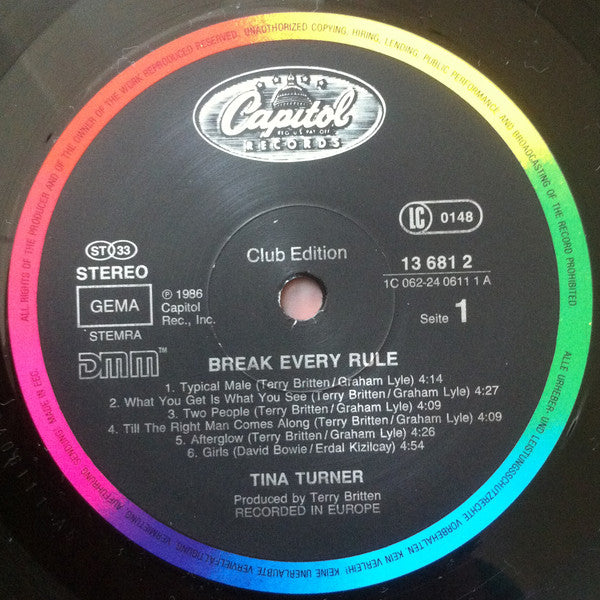 ALL RIGHTS OF THE PRODUCER AND OF THE OWNER OF THE WORK REPRODUCED RESERVED. UNAUTHORIZED COPYING, HIRING, LENDING, PUBLIC PERFORMANCE AND BROADCASTING OF THE RECORD PROHIBITED.
Capitol
RECORDS
LC 0148
Club Edition
ST 33
STEREO
13 681 2
1C 062-24 0611 1 A
GEMA
STEMRA
℗ 1986
Capitol
Rec., Inc.
Seite 1
DMM™
BREAK EVERY RULE
1. Typical Male (Terry Britten/Graham Lyle) 4:14
2. What You Get Is What You See (Terry Britten/Graham Lyle) 4:27
3. Two People (Terry Britten/Graham Lyle) 4:09
4. Till The Right Man Comes Along (Terry Britten/Graham Lyle) 4:09
5. Afterglow (Terry Britten/Graham Lyle) 4:26
6. Girls (David Bowie/Erdal Kizilcay) 4:54
TINA TURNER
Produced by Terry Britten
RECORDED IN EUROPE
ALLE URHEBER- UND LEISTUNGSSCHUTZRECHTE VORBEHALTEN. KEIN VERLEIH! KEINE UNERLAUBTE VERVIELFÄLTIGUNG, VERMIETUNG, AUFFÜHRUNG, SENDUNG! MADE IN EEC.